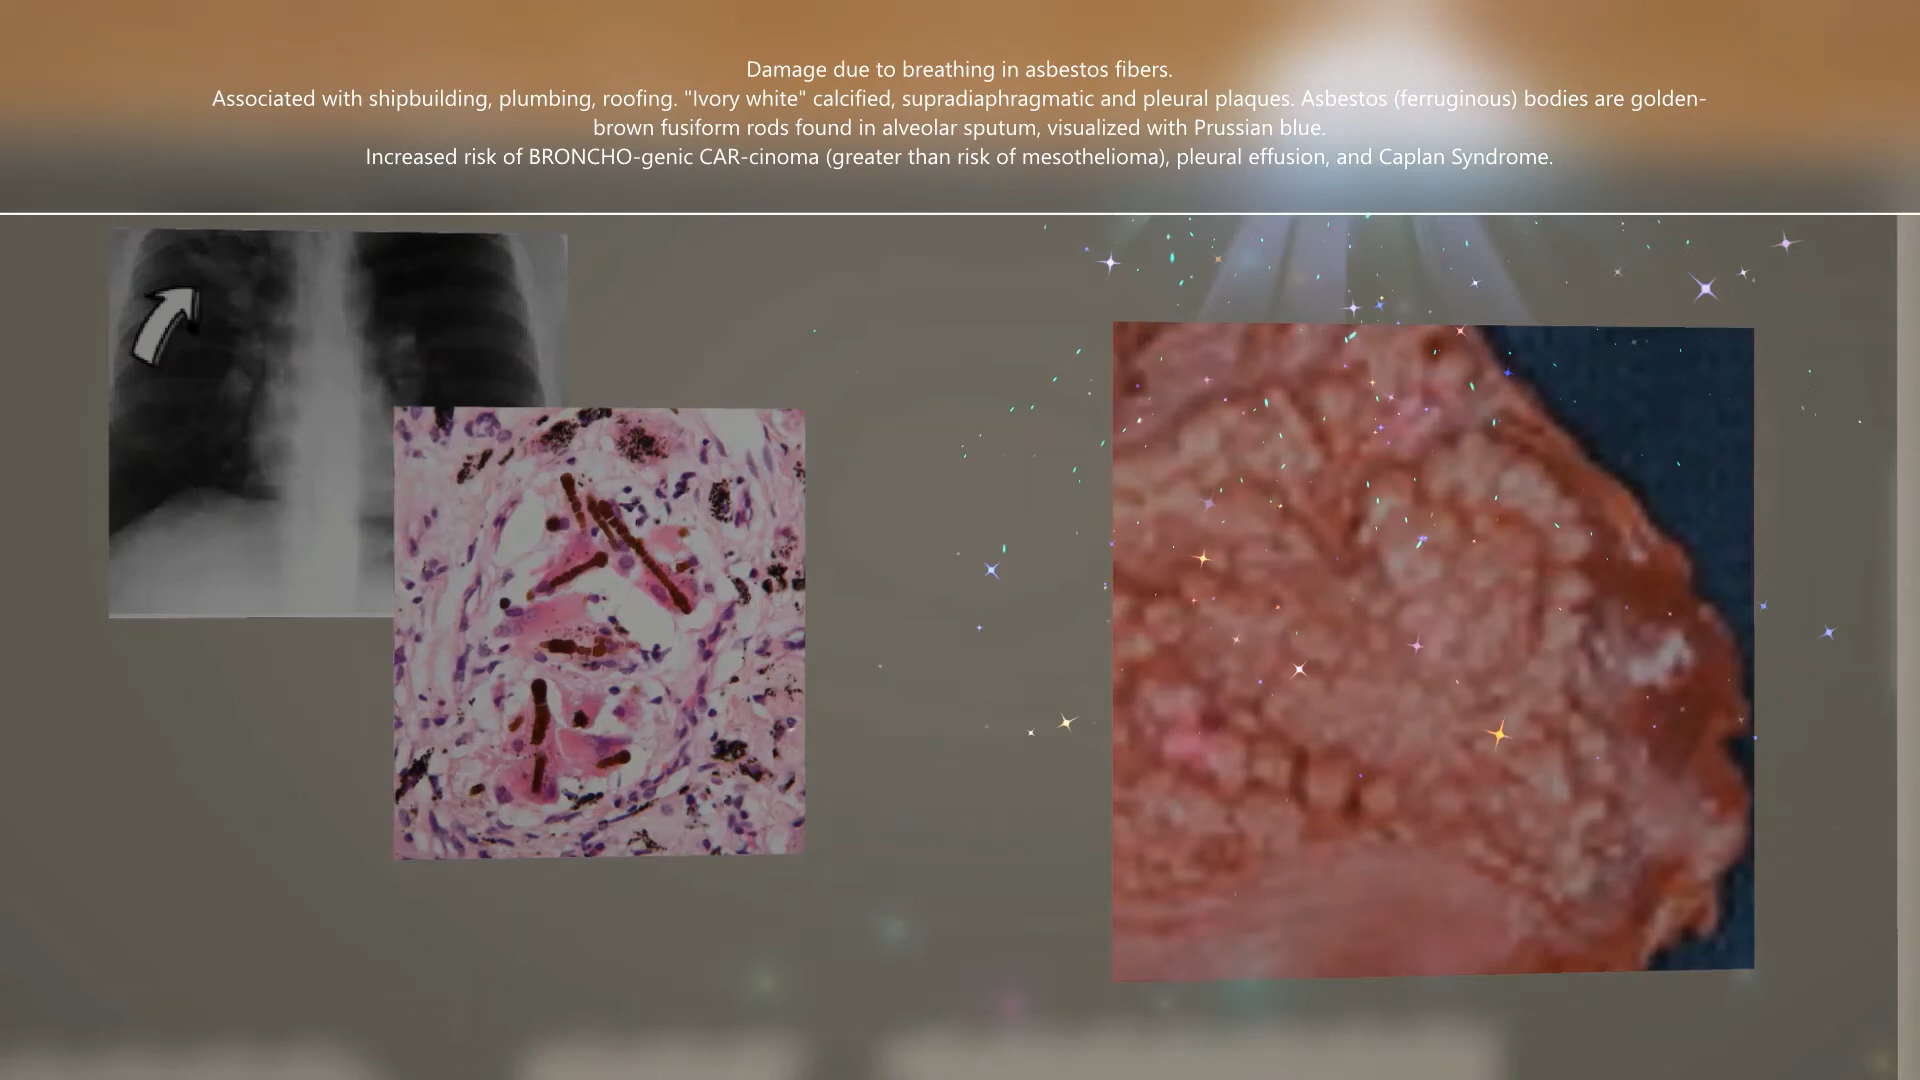 Damage due to breathing in asbestos fibers.
Associated with shipbuilding, plumbing, roofing. "Ivory white" calcified, supradiaphragmatic and pleural plaques. Asbestos (ferruginous) bodies are golden-
brown fusiform rods found in alveolar sputum, visualized with Prussian blue.
Increased risk of BRONCHO-genic CAR-cinoma (greater than risk of mesothelioma), pleural effusion, and Caplan Syndrome.